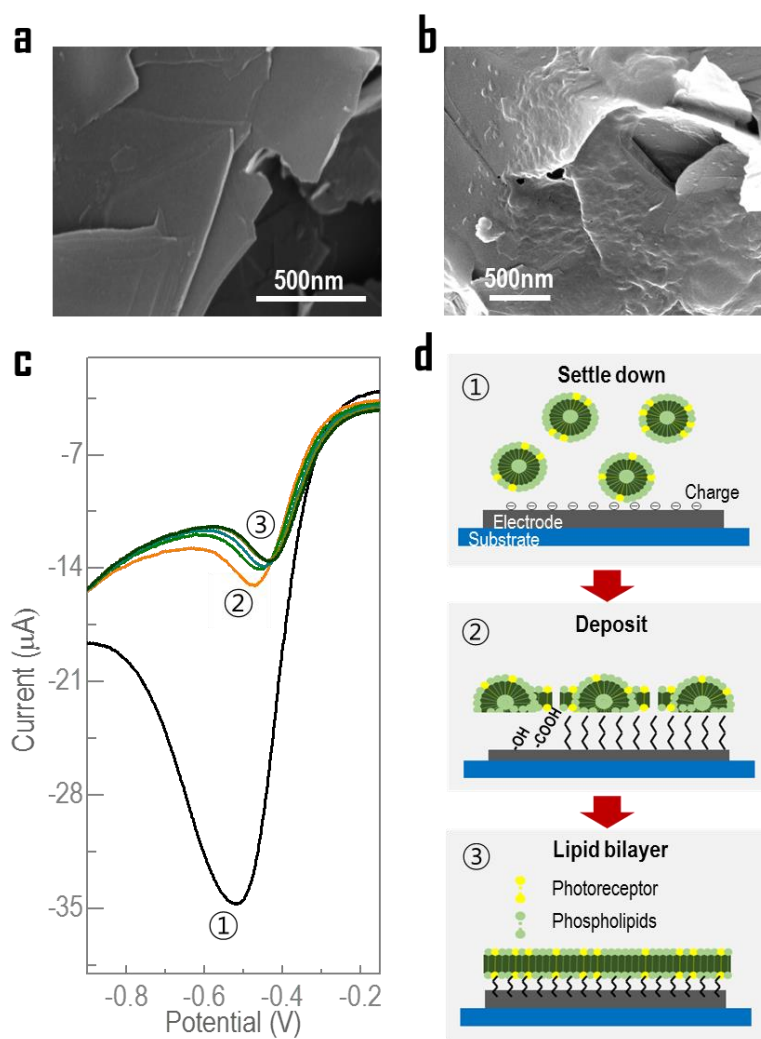 a
500nm
b
500nm
c
-7
-14
-21
-28
-35
Current (μA)
-0.8
-0.6
-0.4
-0.2
Potential (V)
①
②
③
d
①
Settle down
Charge
Electrode
Substrate
②
Deposit
-OH
-COOH
③
Lipid bilayer
Photoreceptor
Phospholipids